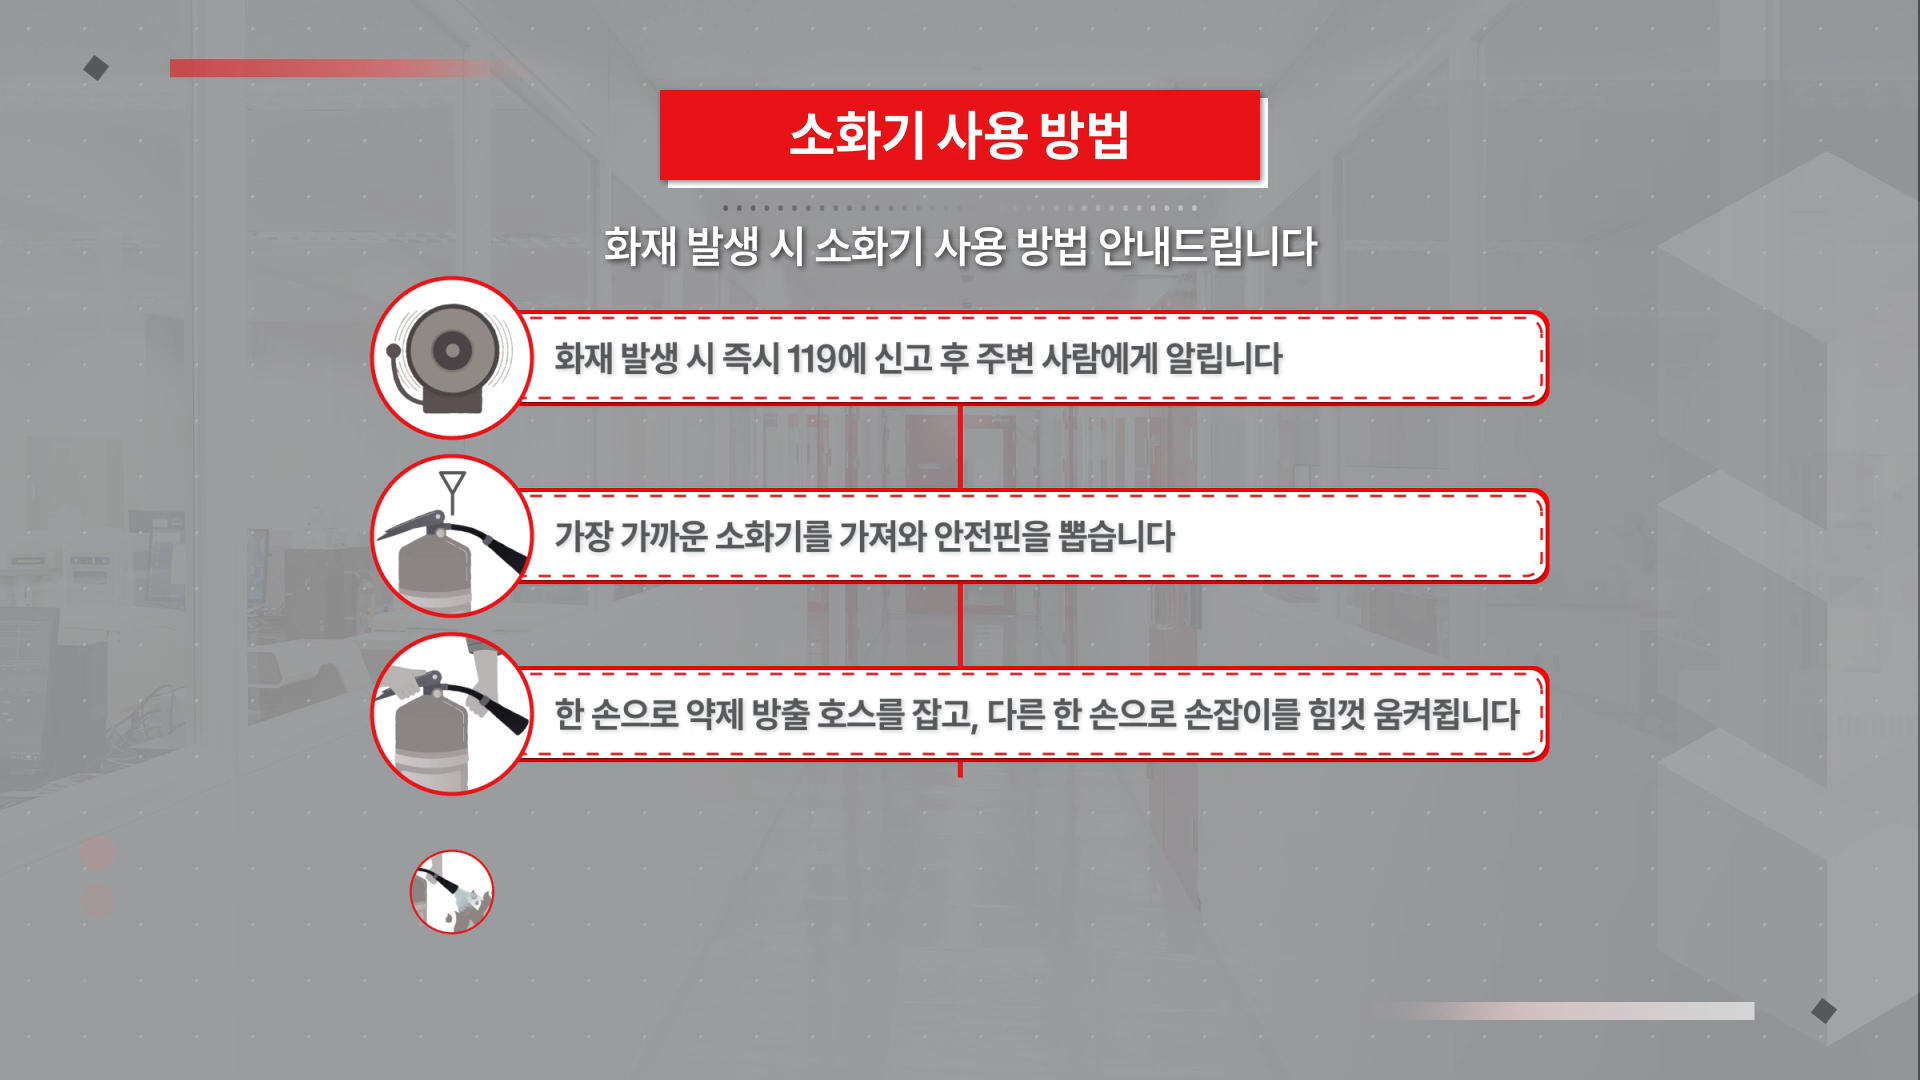 소화기 사용 방법
화재 발생 시 소화기 사용 방법 안내드립니다
화재 발생 시 즉시 119에 신고 후 주변 사람에게 알립니다
가장 가까운 소화기를 가져와 안전핀을 뽑습니다
한 손으로 약제 방출 호스를 잡고, 다른 한 손으로 손잡이를 힘껏 움켜쥡니다